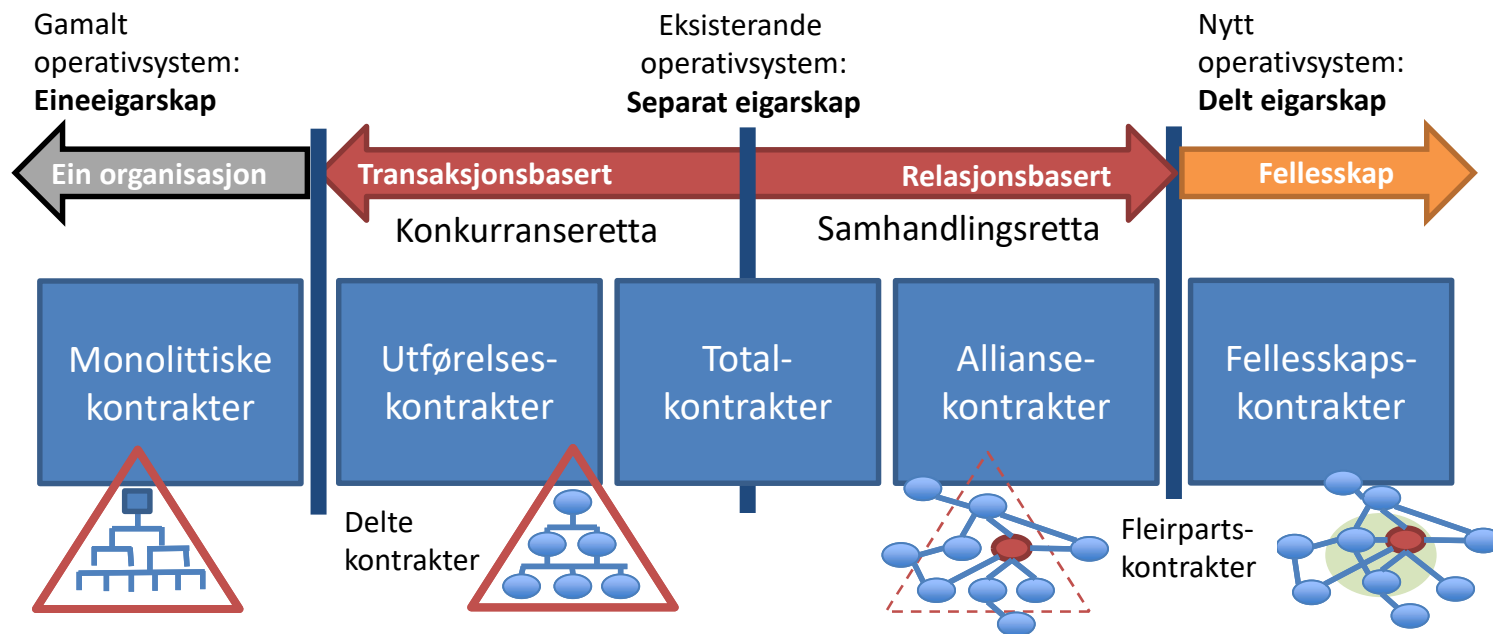 Gamalt
operativsystem:
Eineeigarskap
Eksisterande
operativsystem:
Separat eigarskap
Nytt
operativsystem:
Delt eigarskap
Ein organisasjon
Transaksjonsbasert
Relasjonsbasert
Fellesskap
Konkurranseretta
Samhandlingsretta
Monolittiske
kontrakter
Utførelses-
kontrakter
Total-
kontrakter
Allianse-
kontrakter
Fellesskaps-
kontrakter
Delte
kontrakter
Fleirparts-
kontrakter